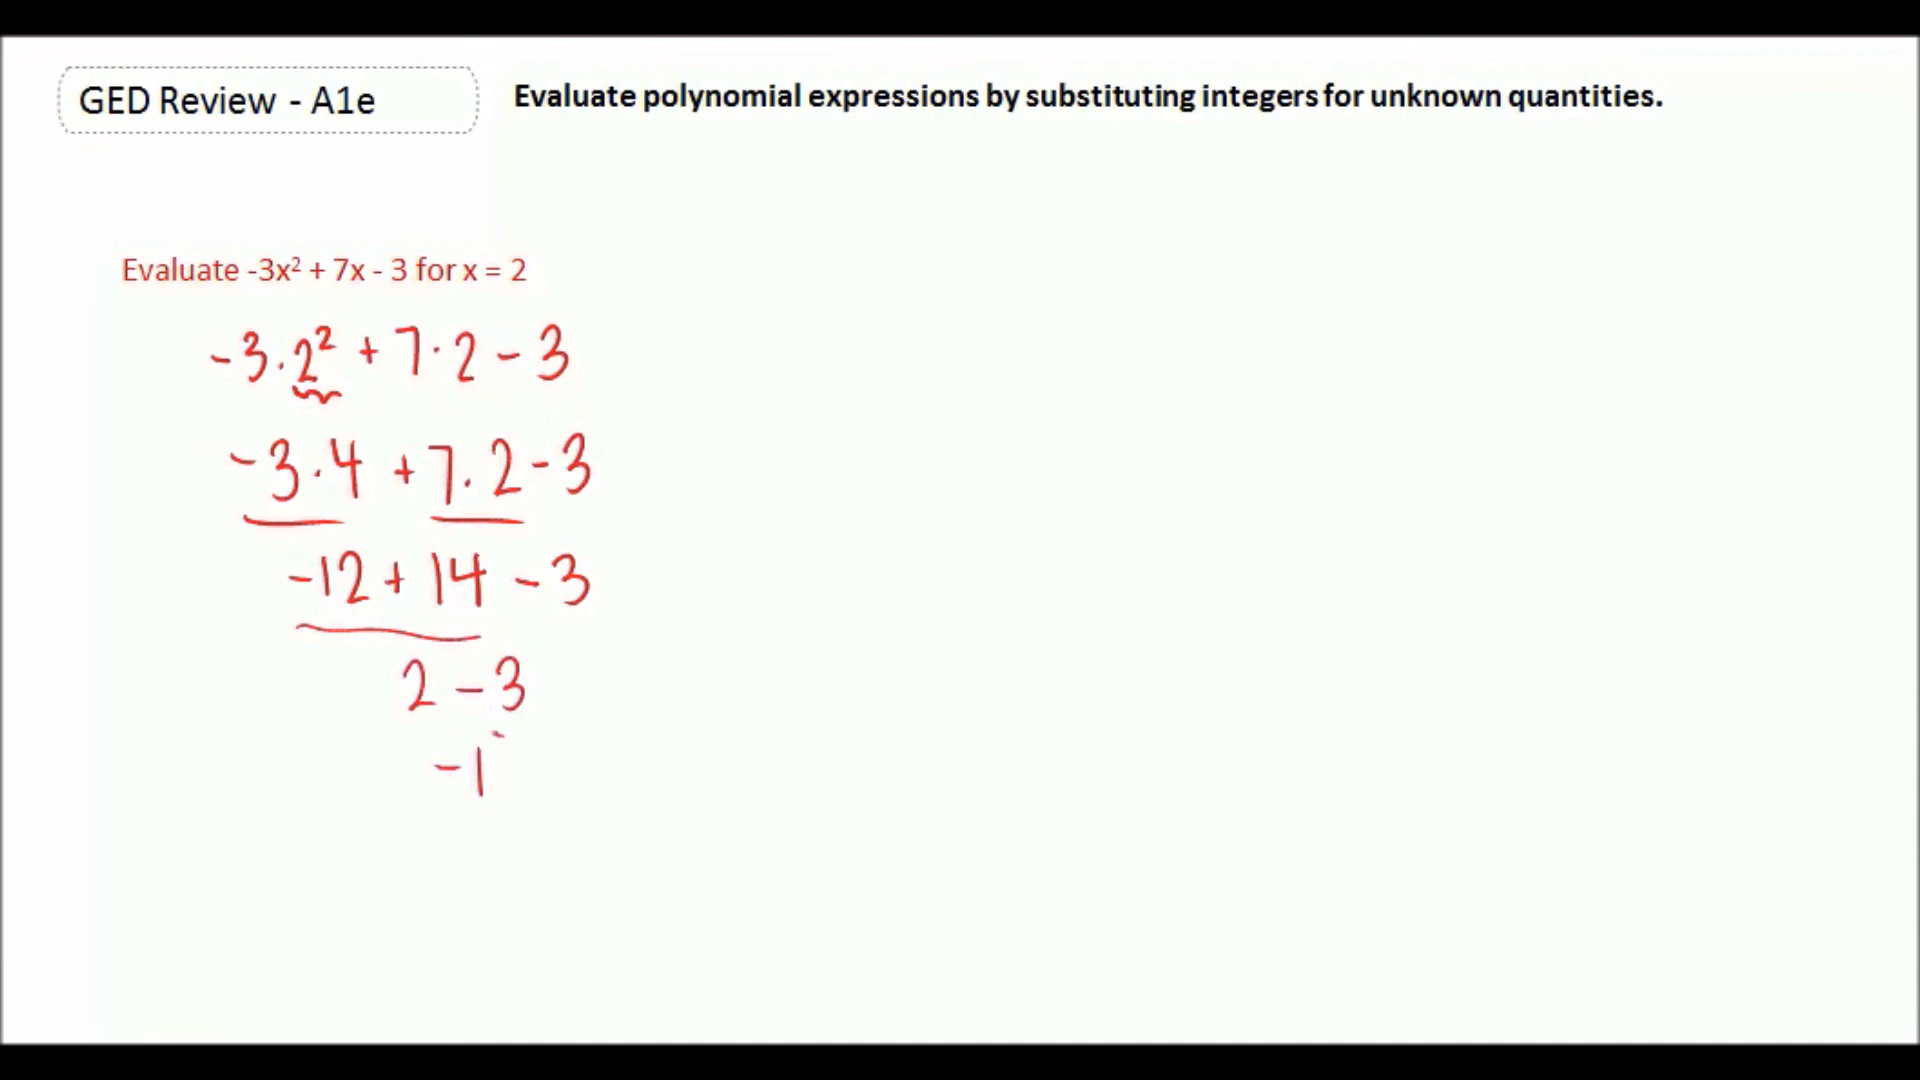 GED Review - A1e
Evaluate polynomial expressions by substituting integers for unknown quantities.
Evaluate -3x² + 7x - 3 for x = 2
-3·2² + 7·2 - 3
-3·4 + 7·2 - 3
-12 + 14 - 3
2 - 3
-1